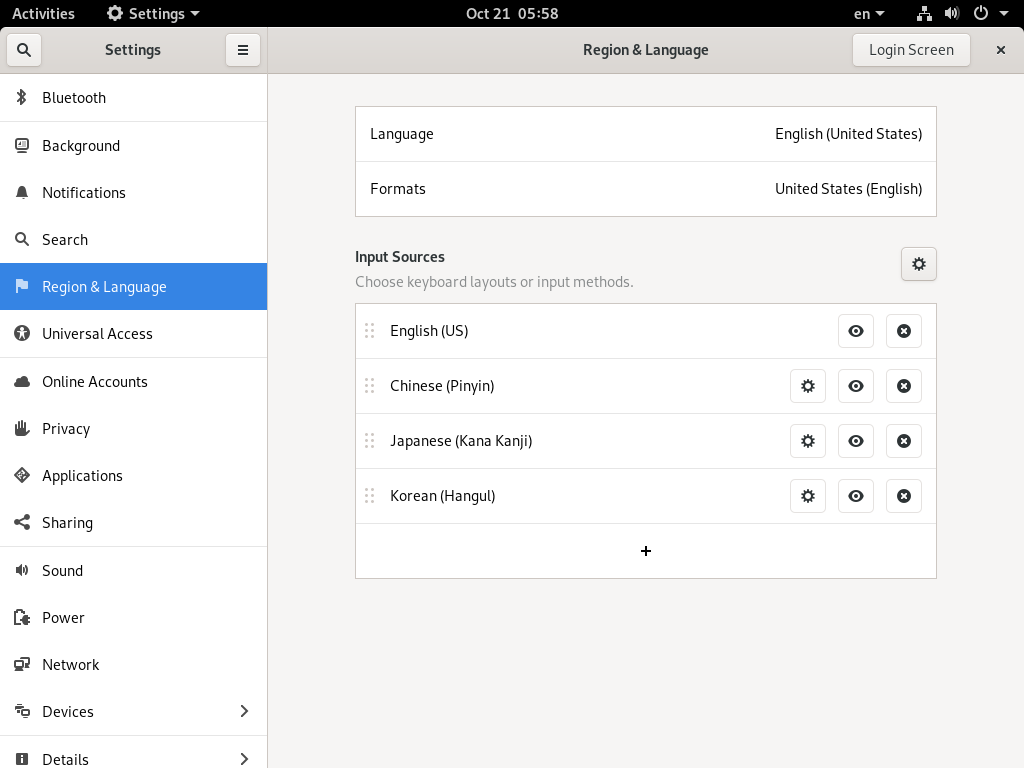 Activities Settings Oct 21 05:58 en
Settings Region & Language Login Screen
Bluetooth
Background
Notifications
Search
Region & Language
Universal Access
Online Accounts
Privacy
Applications
Sharing
Sound
Power
Network
Devices
Details
Language English (United States)
Formats United States (English)
Input Sources
Choose keyboard layouts or input methods.
English (US)
Chinese (Pinyin)
Japanese (Kana Kanji)
Korean (Hangul)